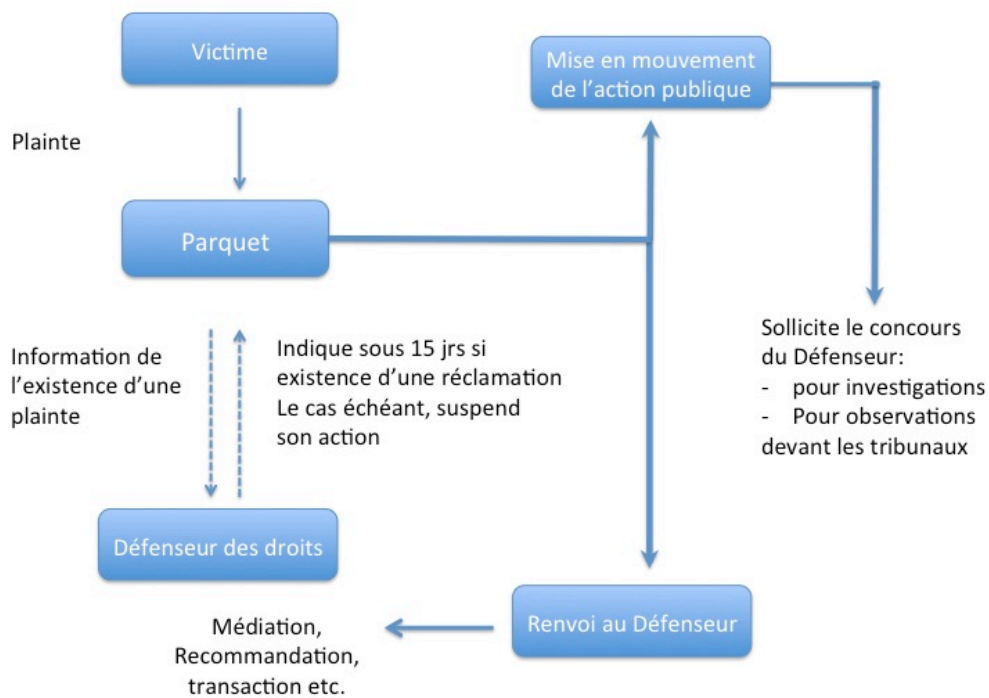 Victime
Mise en mouvement
de l’action publique
Plainte
Parquet
Information de
l’existence d’une
plainte
Indique sous 15 jrs si
existence d’une réclamation
Le cas échéant, suspend
son action
Sollicite le concours
du Défenseur:
- pour investigations
- Pour observations
devant les tribunaux
Défenseur des droits
Renvoi au Défenseur
Médiation,
Recommandation,
transaction etc.